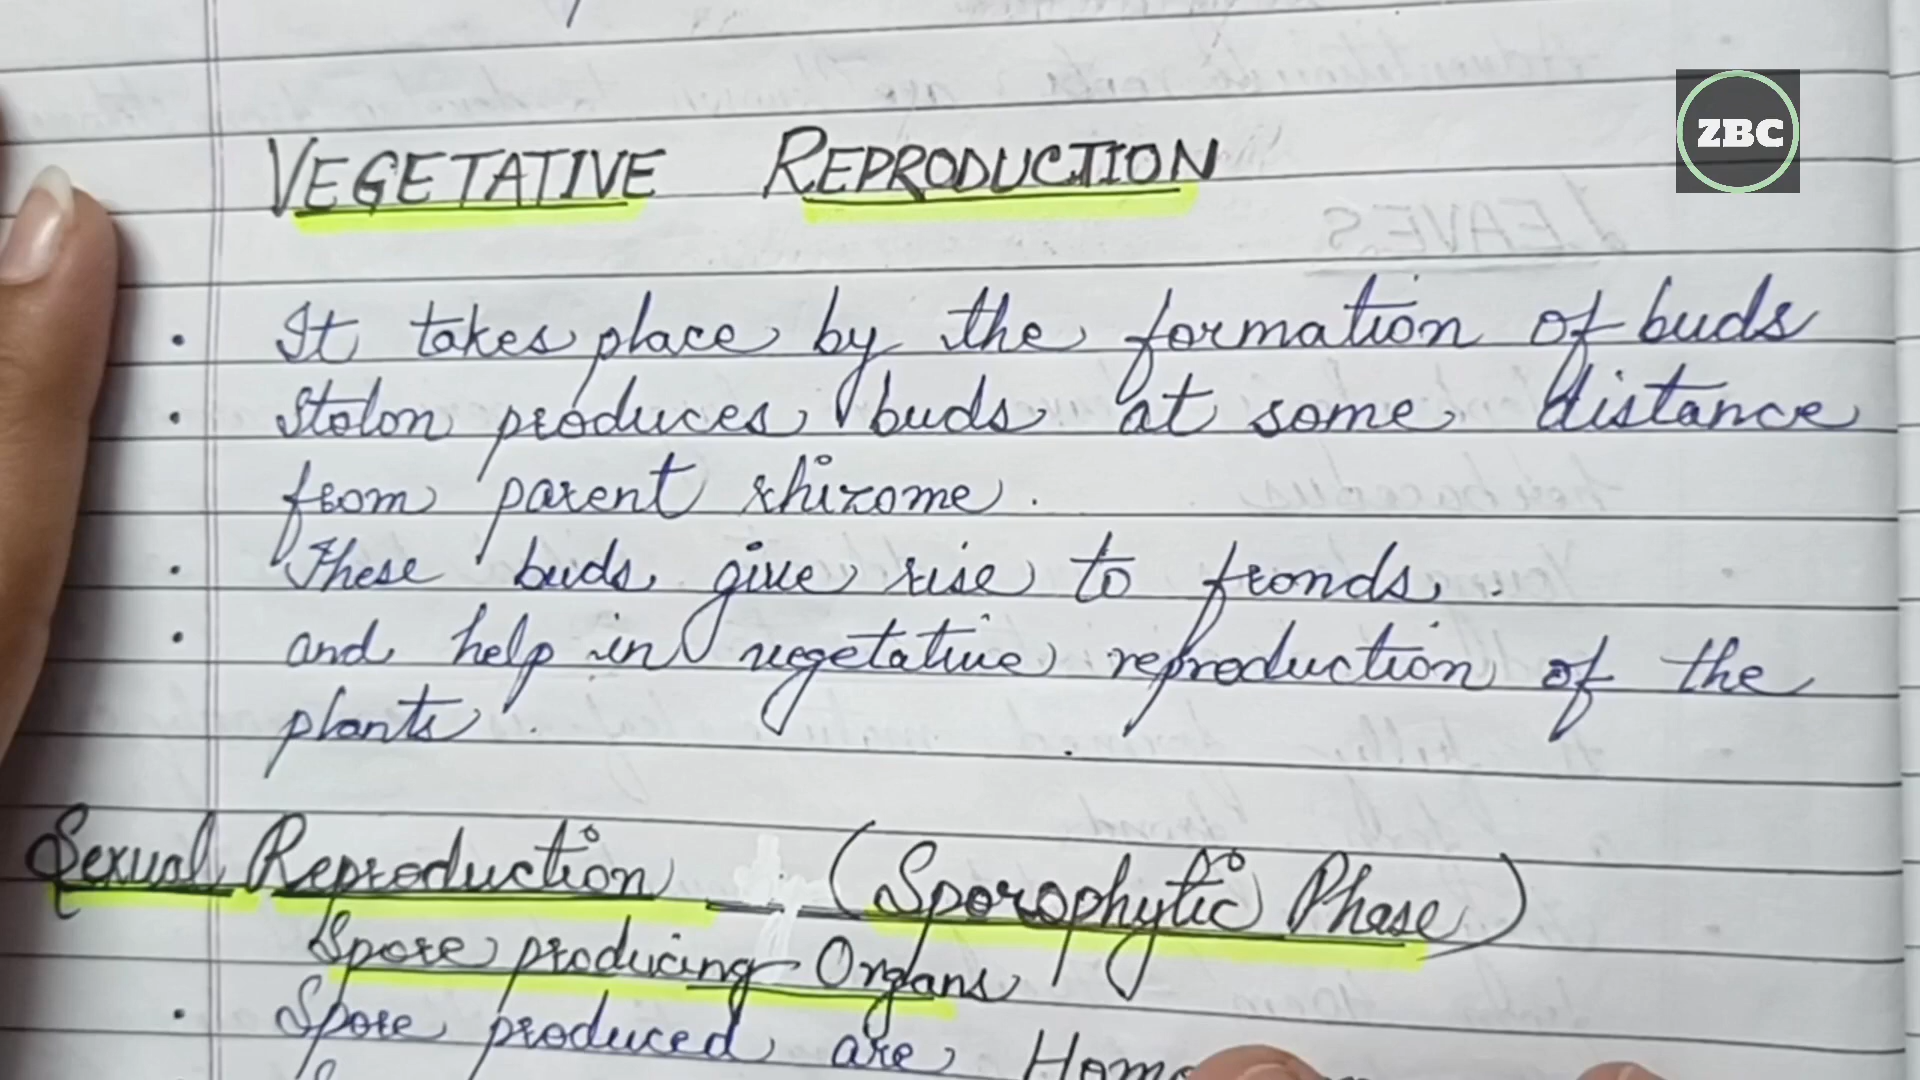 VEGETATIVE REPRODUCTION
ZBC
LEAVES
• It takes place by the formation of buds
• Stolon produces buds at some distance
from parent rhizome.
• These buds give rise to fronds.
• and help in vegetative reproduction of the
plants.
Sexual Reproduction — (Sporophytic Phase)
Spore producing Organs
• Spore produced are